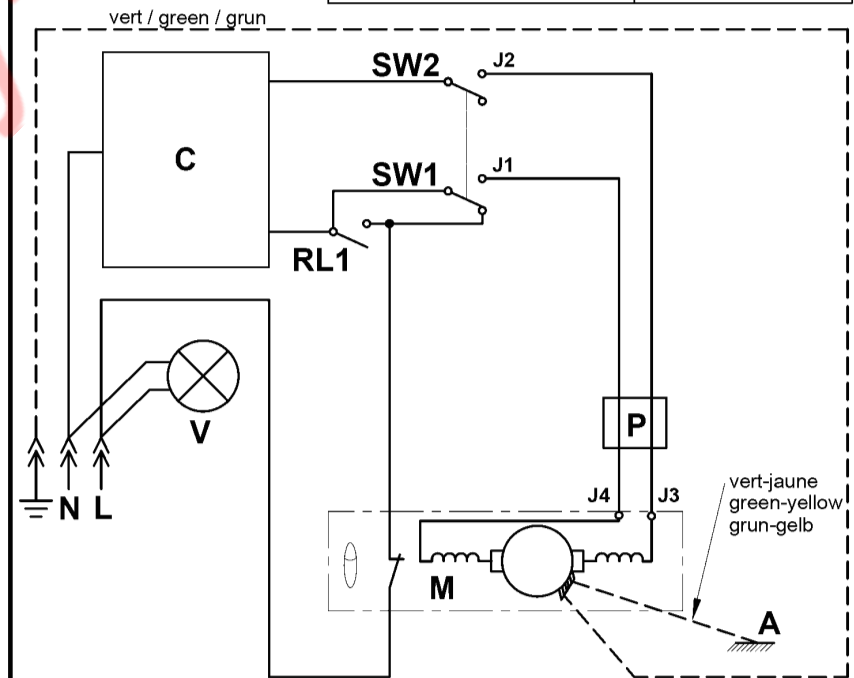 vert / green / grun
SW2
J2
C
SW1
J1
RL1
V
P
N L
J4
J3
vert-jaune
green-yellow
grun-gelb
M
A